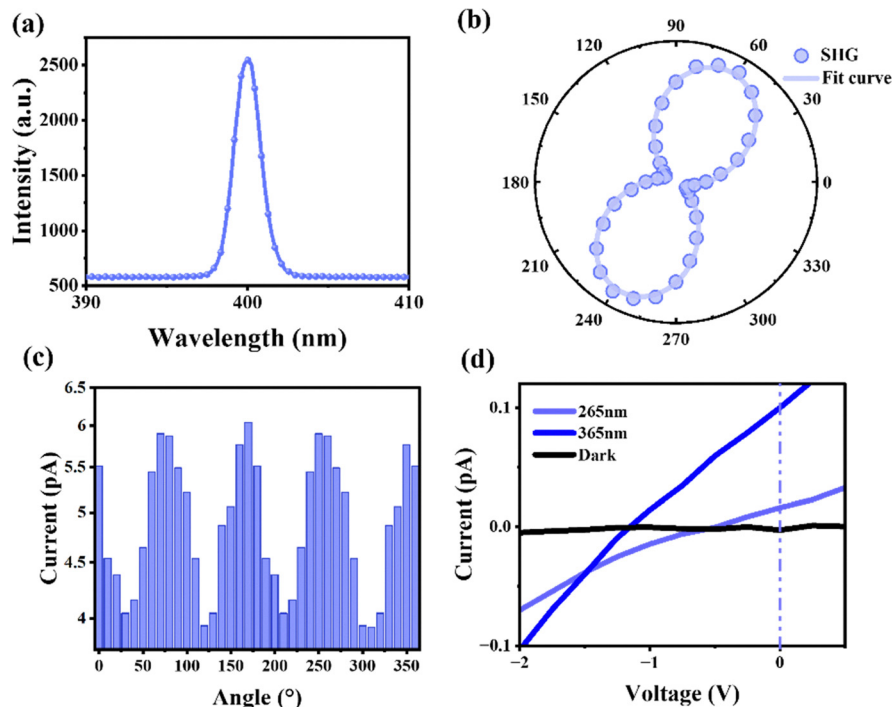 (a)
2500
2000
1500
1000
500
390
400
410
Intensity (a.u.)
Wavelength (nm)
(b)
90
60
30
0
330
300
270
240
210
180
150
120
SHG
Fit curve
(c)
6.5
6
5.5
5
4.5
4
0 50 100 150 200 250 300 350
Current (pA)
Angle (°)
(d)
265nm
365nm
Dark
0.1
0.0
−0.1
−2
−1
0
Current (pA)
Voltage (V)